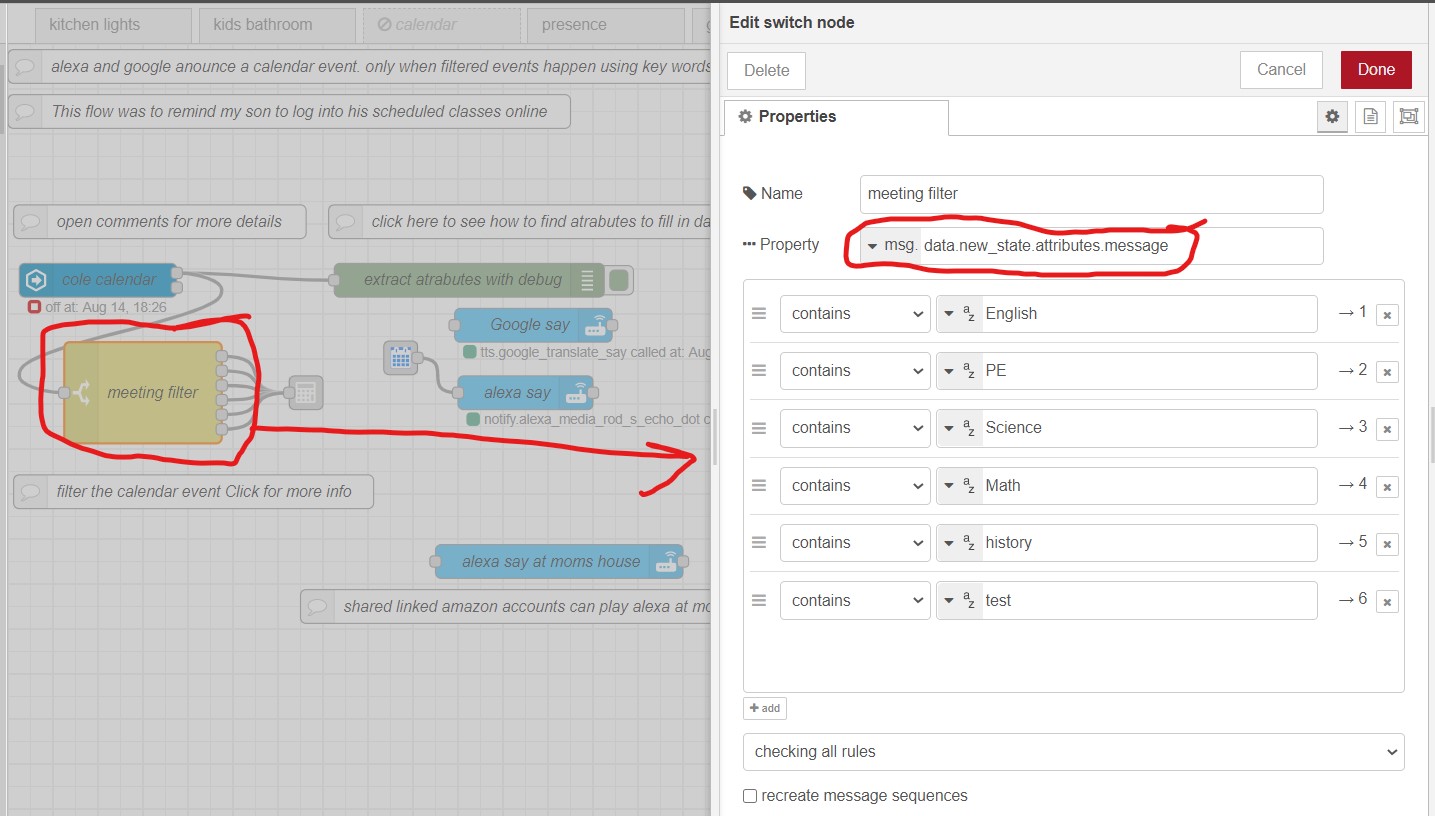 kitchen lights
kids bathroom
calendar
presence
alexa and google anounce a calendar event. only when filtered events happen using key words
This flow was to remind my son to log into his scheduled classes online
open comments for more details
click here to see how to find atrabutes to fill in da
cole calendar
off at: Aug 14, 18:26
extract atrabutes with debug
Google say
tts.google_translate_say called at: Aug
meeting filter
alexa say
notify.alexa_media_rod_s_echo_dot c
filter the calendar event Click for more info
alexa say at moms house
shared linked amazon accounts can play alexa at mo
Edit switch node
Delete
Cancel
Done
Properties
Name
meeting filter
Property
msg. data.new_state.attributes.message
contains a z English → 1 x
contains a z PE → 2 x
contains a z Science → 3 x
contains a z Math → 4 x
contains a z history → 5 x
contains a z test → 6 x
+ add
checking all rules
recreate message sequences